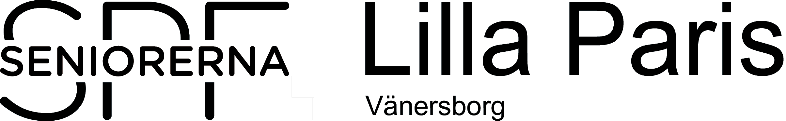 SPF
SENIORERNA
Lilla Paris
Vänersborg